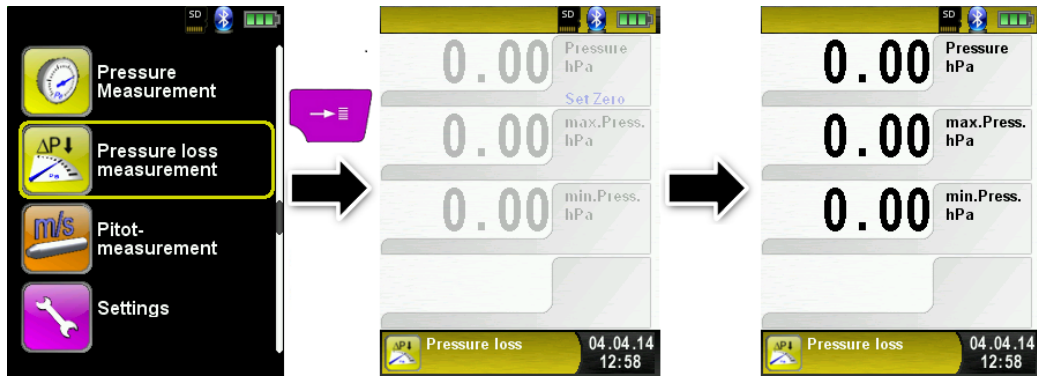 SD
Pressure
Measurement
ΔP↓
Pressure loss
measurement
m/s
Pitot-
measurement
Settings
SD
0.00 Pressure
hPa
Set Zero
0.00 max.Press.
hPa
0.00 min.Press.
hPa
ΔP↓ Pressure loss 04.04.14
12:58
SD
0.00 Pressure
hPa
0.00 max.Press.
hPa
0.00 min.Press.
hPa
ΔP↓ Pressure loss 04.04.14
12:58